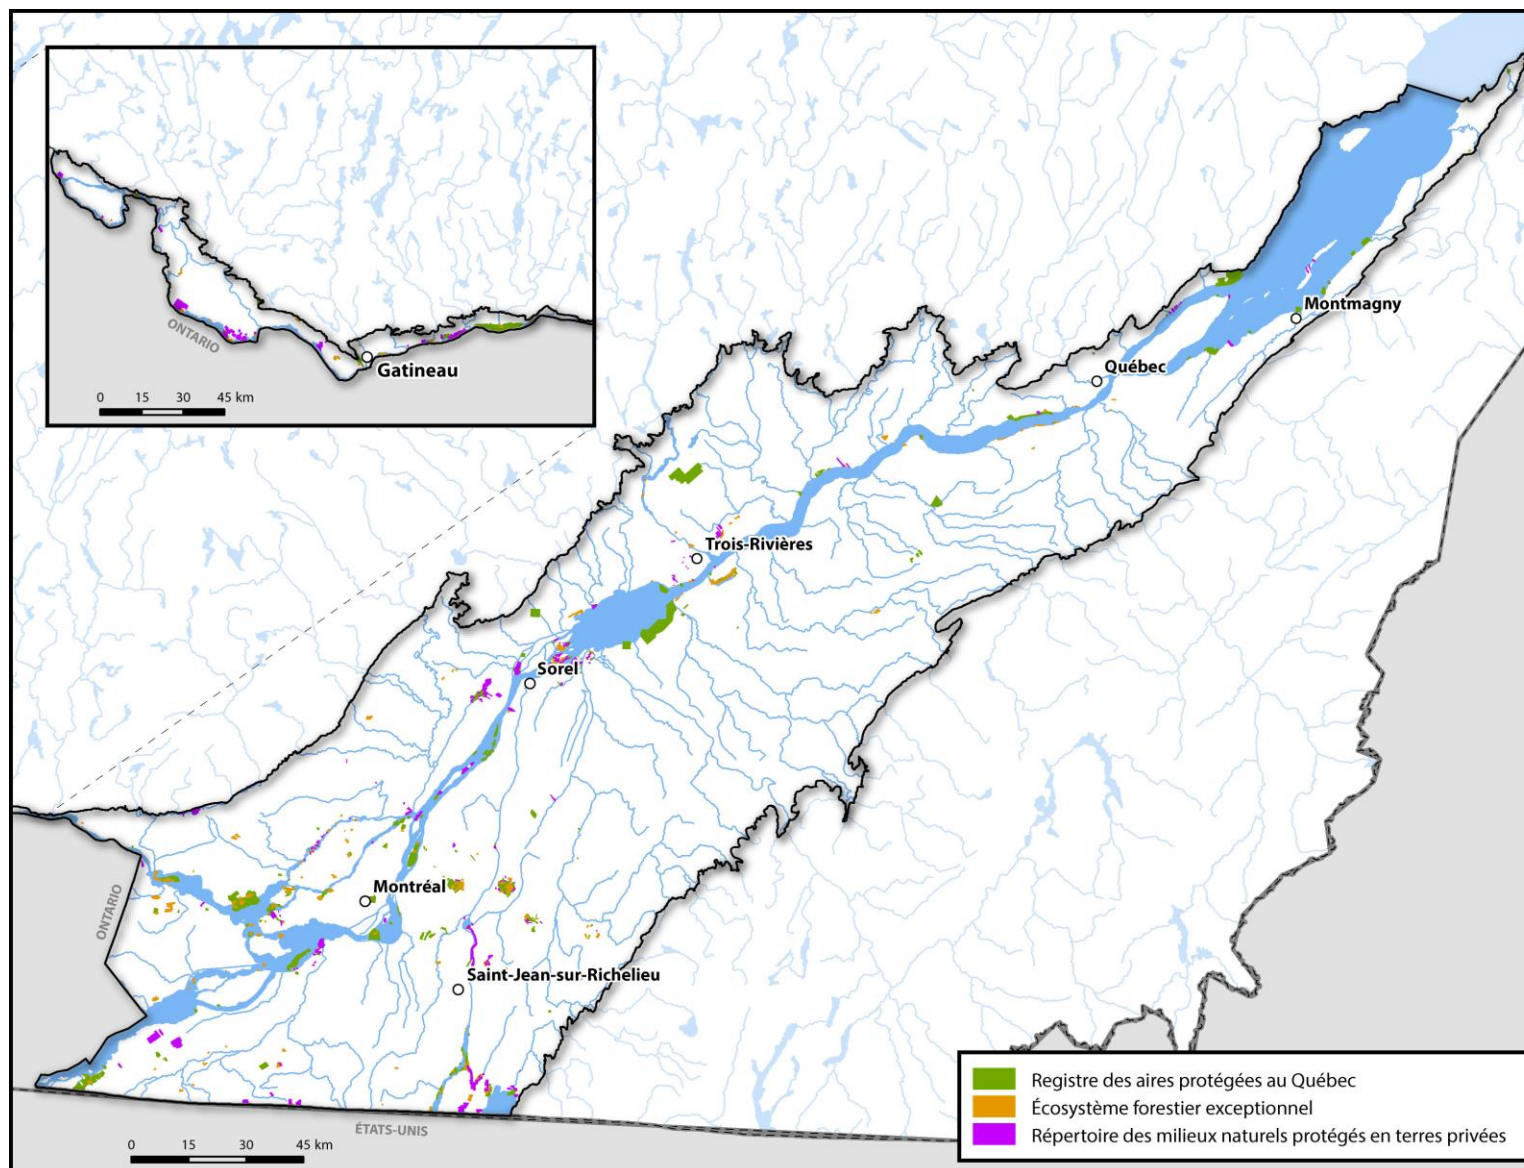 ONTARIO
Gatineau
0 15 30 45 km
Montmagny
Québec
Trois-Rivières
Sorel
Montréal
ONTARIO
Saint-Jean-sur-Richelieu
ÉTATS-UNIS
0 15 30 45 km
Registre des aires protégées au Québec
Écosystème forestier exceptionnel
Répertoire des milieux naturels protégés en terres privées